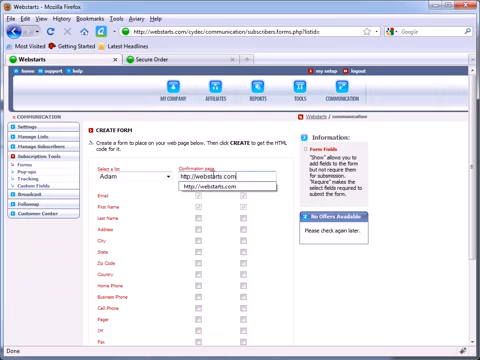 Webstarts - Mozilla Firefox
File Edit View History Bookmarks Tools Aviary Help
http://webstarts.com/cydec/communication/subscribers.forms.php?listid=
Google
Most Visited Getting Started Latest Headlines
Webstarts
Secure Order
home support help
my setup logout
MY COMPANY AFFILIATES REPORTS TOOLS COMMUNICATION
COMMUNICATION
Webstarts / communication
Settings
Manage Lists
Manage Subscribers
Subscription Tools
Forms
Pop-ups
Tracking
Custom Fields
Broadcast
Followup
Customer Center
CREATE FORM
Create a form to place on your web page below. Then click CREATE to get the HTML
code for it.
Select a list
Adam
Confirmation page
http://webstarts.com
http://webstarts.com
Email
First Name
Last Name
Address
City
State
Zip Code
Country
Home Phone
Business Phone
Cell Phone
Pager
IM
Fax
Information:
Form Fields
"Show" allows you to
add fields to the form
but not require them
for submission.
"Require" makes the
select fields required to
submit the form.
No Offers Available
Please check again later.
Done